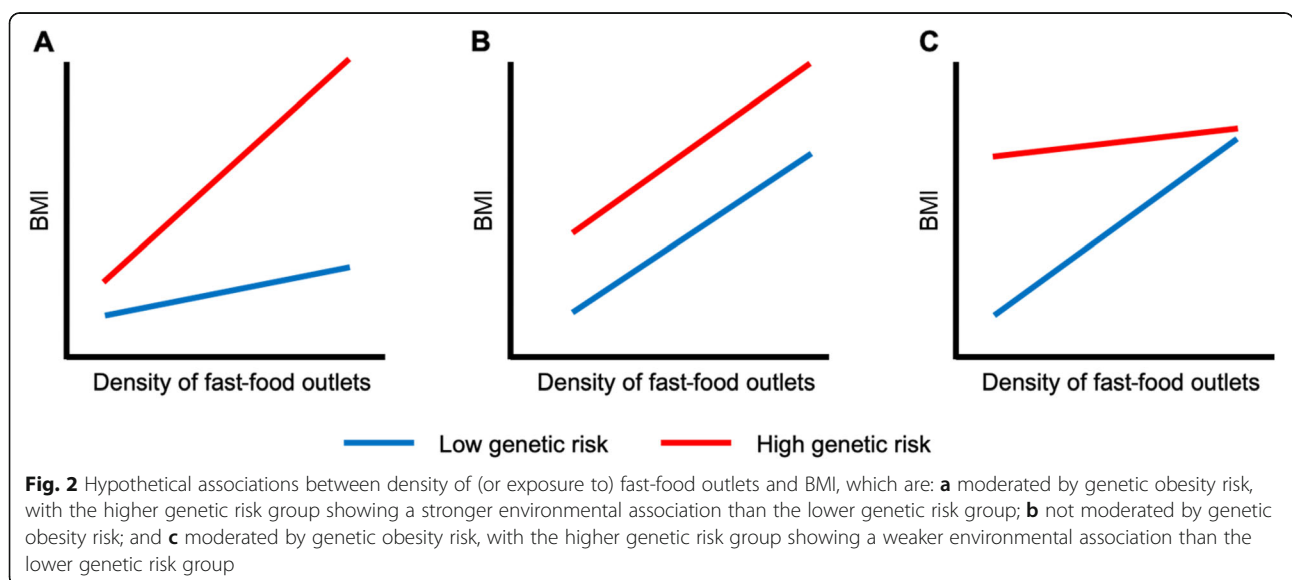 A
B
C
BMI
BMI
BMI
Density of fast-food outlets
Density of fast-food outlets
Density of fast-food outlets
Low genetic risk
High genetic risk
Fig. 2 Hypothetical associations between density of (or exposure to) fast-food outlets and BMI, which are: a moderated by genetic obesity risk,
with the higher genetic risk group showing a stronger environmental association than the lower genetic risk group; b not moderated by genetic
obesity risk; and c moderated by genetic obesity risk, with the higher genetic risk group showing a weaker environmental association than the
lower genetic risk group